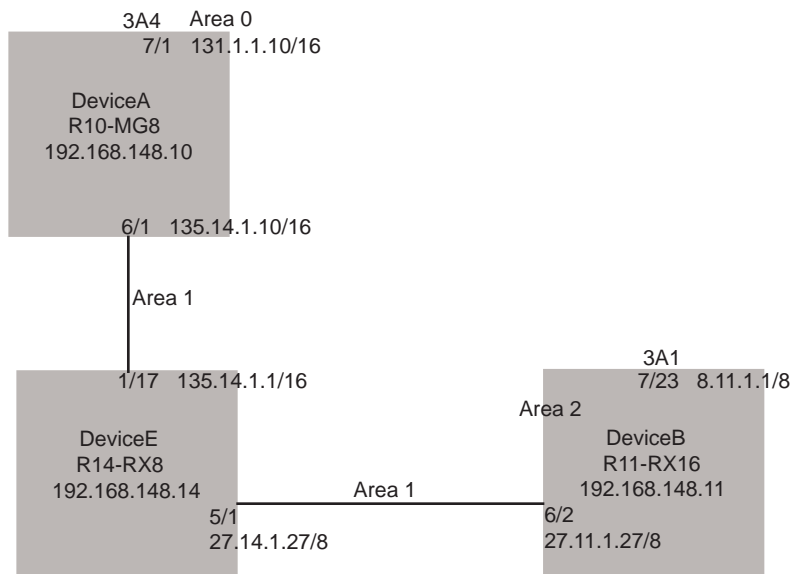 3A4 Area 0
7/1 131.1.1.10/16
DeviceA
R10-MG8
192.168.148.10
6/1 135.14.1.10/16
Area 1
1/17 135.14.1.1/16
DeviceE
R14-RX8
192.168.148.14
5/1
27.14.1.27/8
Area 1
3A1
7/23 8.11.1.1/8
Area 2
DeviceB
R11-RX16
192.168.148.11
6/2
27.11.1.27/8